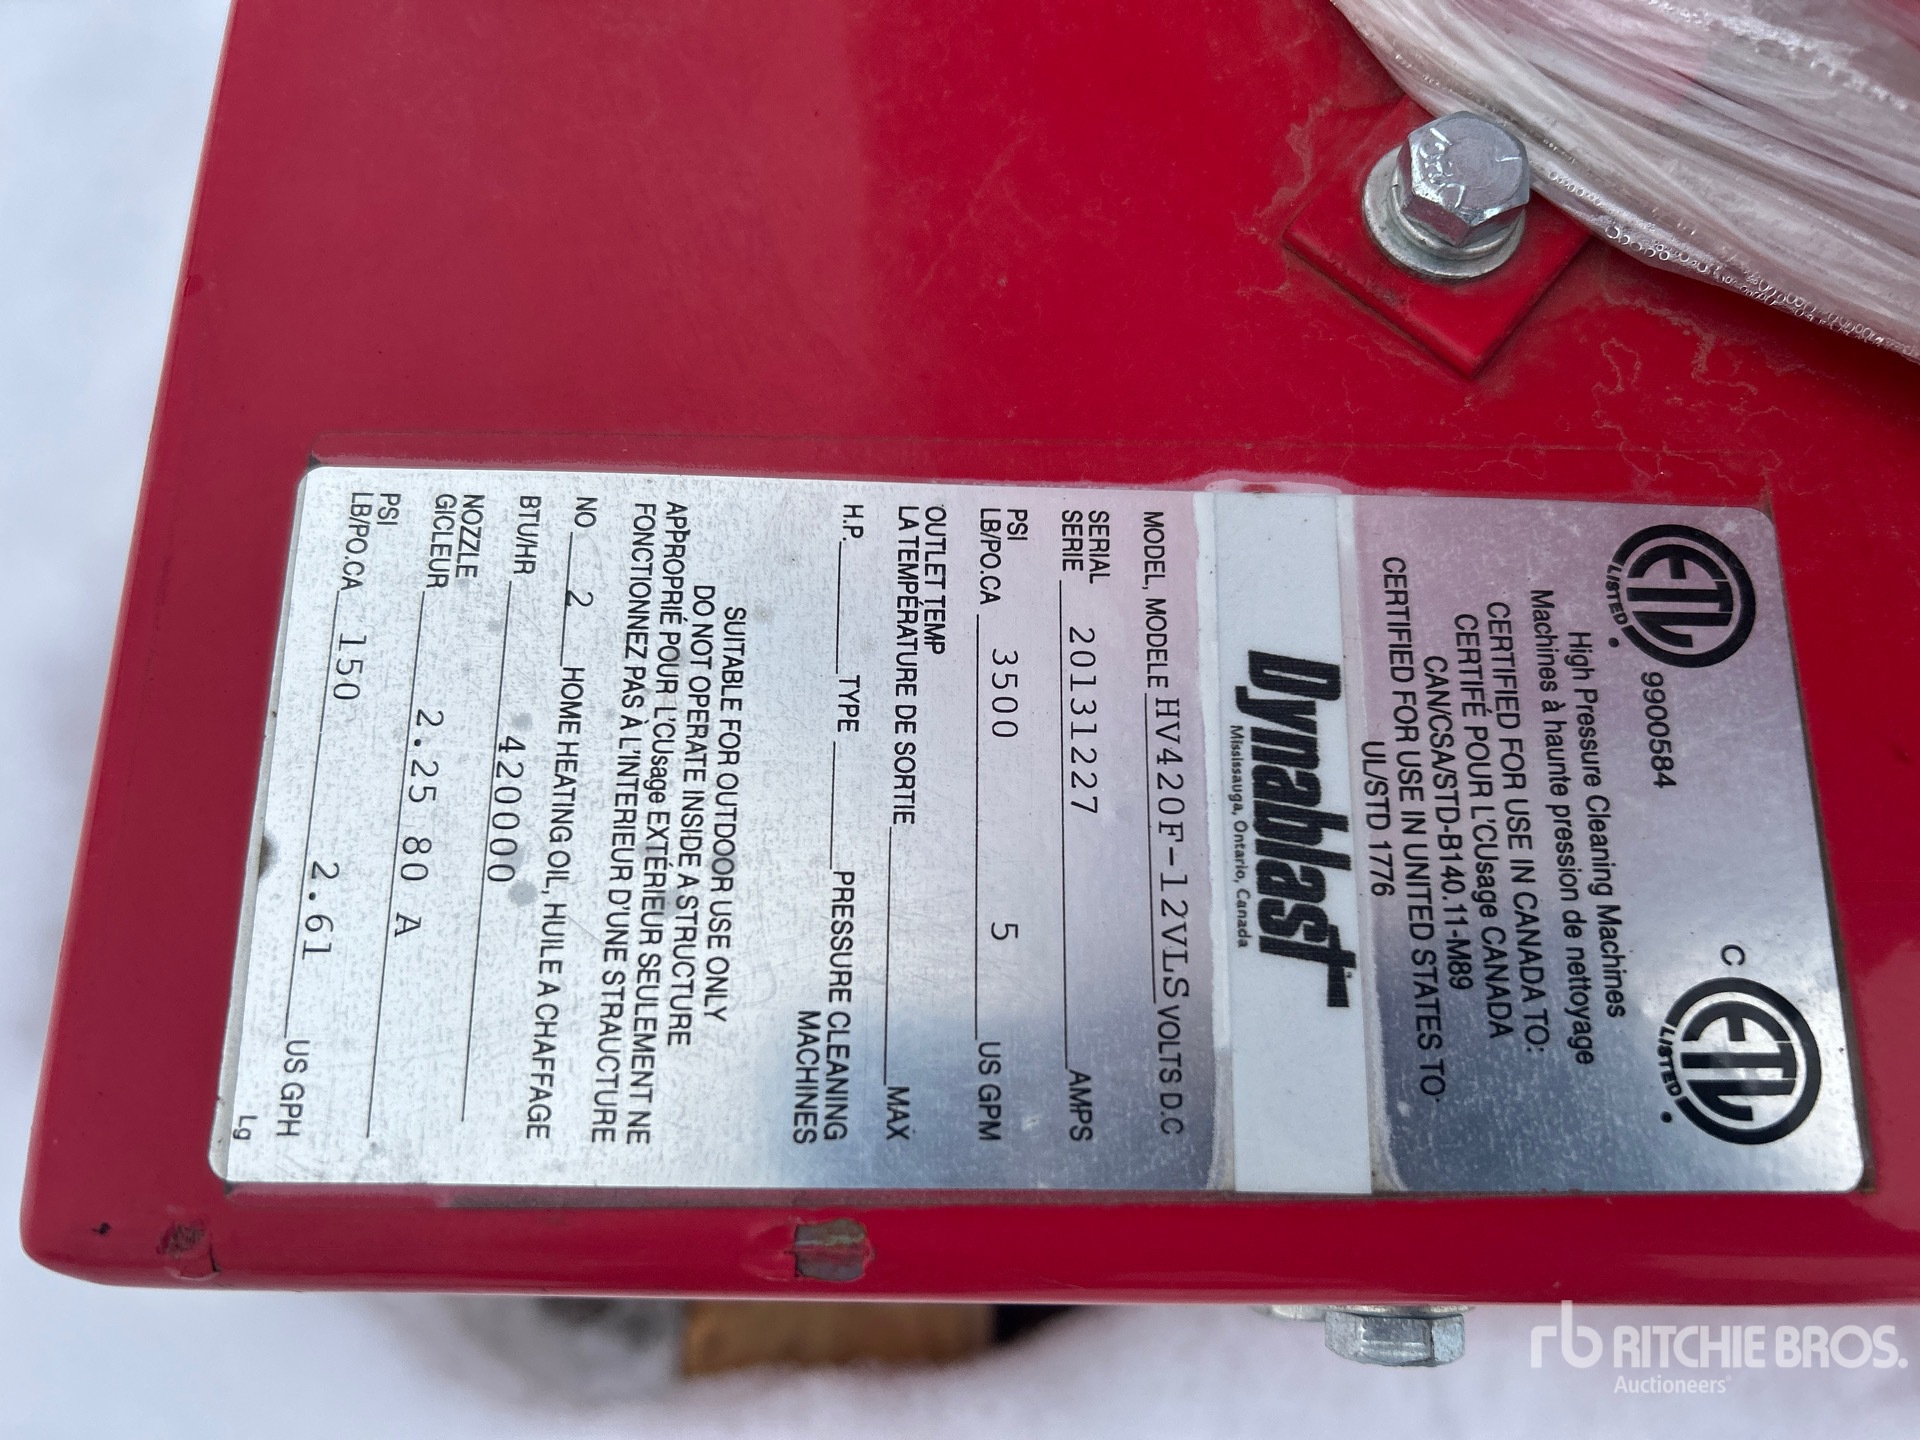 ETL
LISTED
9900584
C
ETL
LISTED
High Pressure Cleaning Machines
Machines à haunte pression de nettoyage
CERTIFIED FOR USE IN CANADA TO:
CERTIFIÉ POUR L'CUsage CANADA
CAN/CSA/STD-B140.11-M89
CERTIFIED FOR USE IN UNITED STATES TO:
UL/STD 1776
Dynablast
Mississauga, Ontario, Canada
MODEL, MODELE HV420F-12VLS VOLTS D.C
SERIAL
SERIE 20131227 AMPS
PSI
LB/PO.CA 3500 5 US GPM
OUTLET TEMP
LA TEMPÉRATURE DE SORTIE MAX
H.P. TYPE PRESSURE CLEANING
MACHINES
SUITABLE FOR OUTDOOR USE ONLY
DO NOT OPERATE INSIDE A STRUCTURE
APPROPRIÉ POUR L'CUsage EXTÉRIEUR SEULEMENT NE
FONCTIONNEZ PAS À L'INTERIEUR D'UNE STRAUCTURE
NO 2 HOME HEATING OIL, HUILE A CHAFFAGE
BTU/HR 420000
NOZZLE
GICLEUR 2.25 80 A
PSI
LB/PO.CA 150 2.61 US GPH
Lg
rb RITCHIE BROS.
Auctioneers